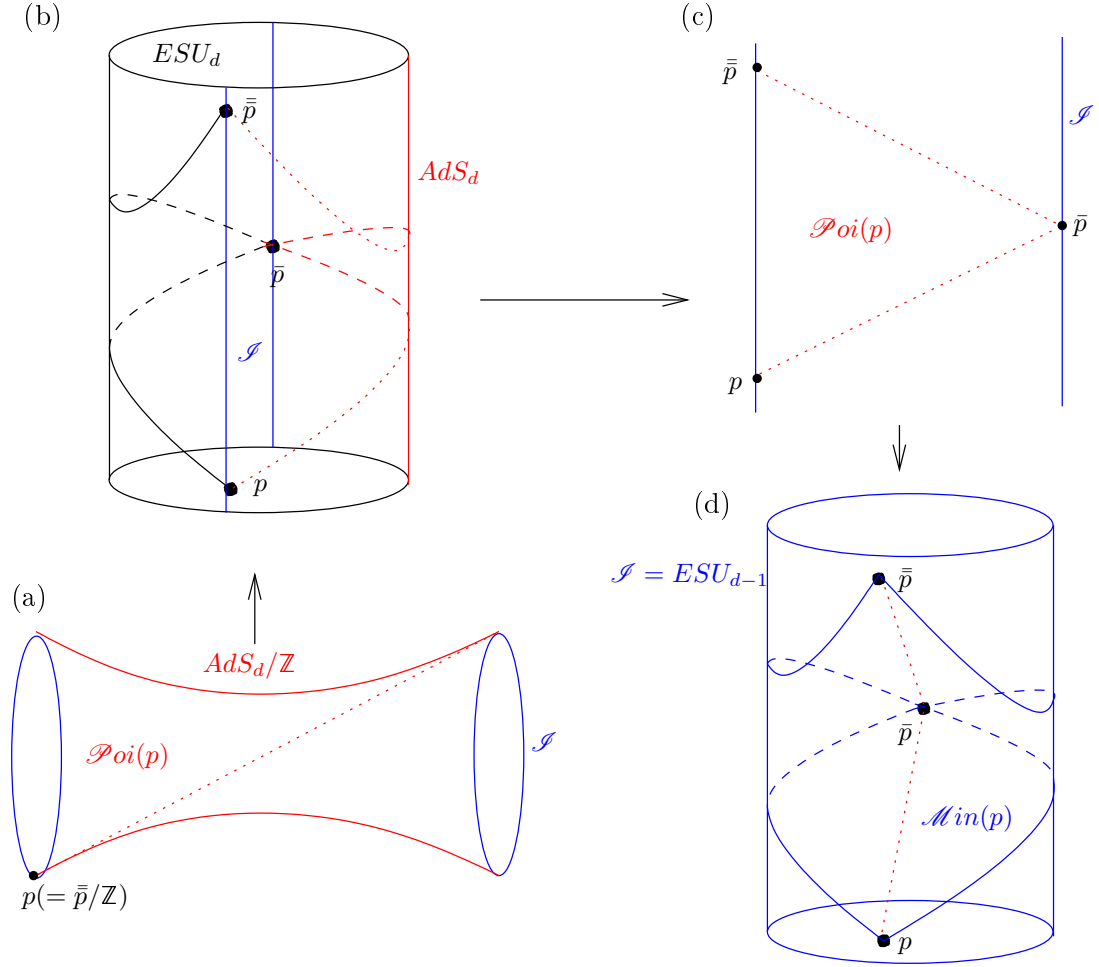 (b)
ESU_d
p̿
AdS_d
p̄
𝓘
p
(c)
p̿
𝓘
𝒫oi(p)
p̄
p
(a)
AdS_d/ℤ
𝒫oi(p)
𝓘
p(= p̿/ℤ)
(d)
𝓘 = ESU_{d−1}
p̿
p̄
ℳin(p)
p